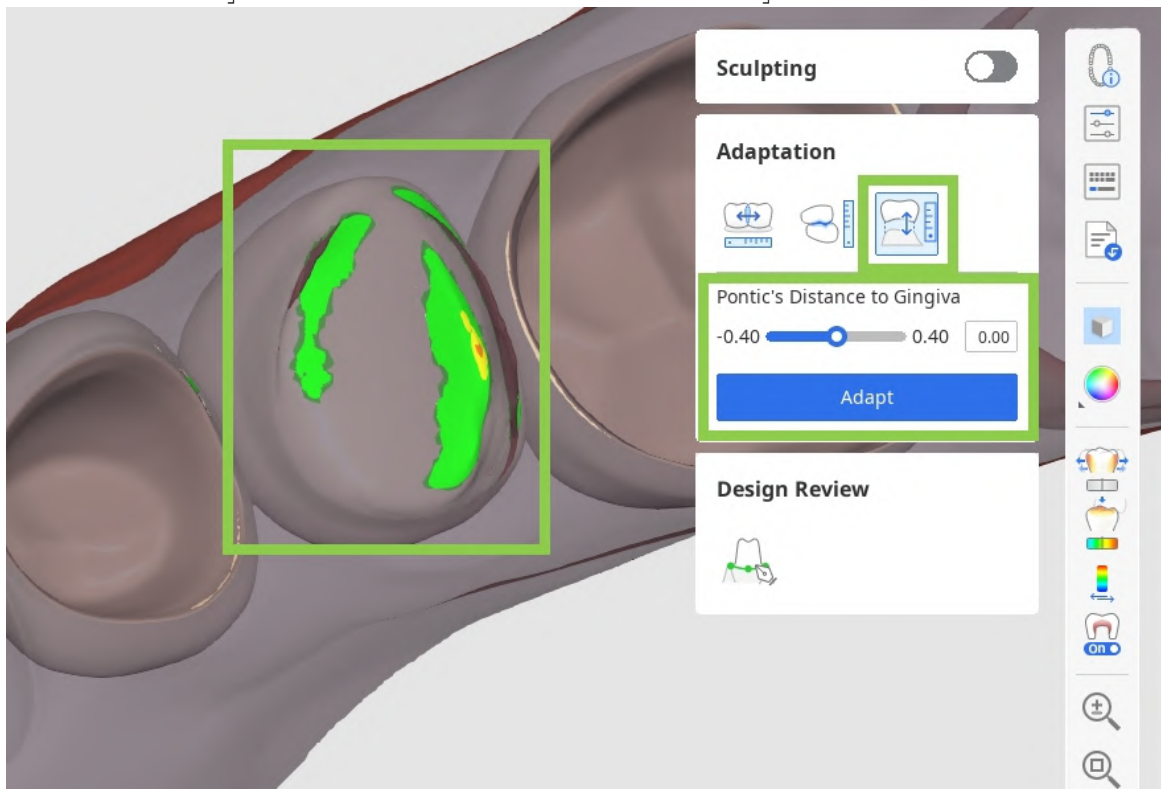 Sculpting
Adaptation
Pontic's Distance to Gingiva
-0.40 0.40 0.00
Adapt
Design Review
on